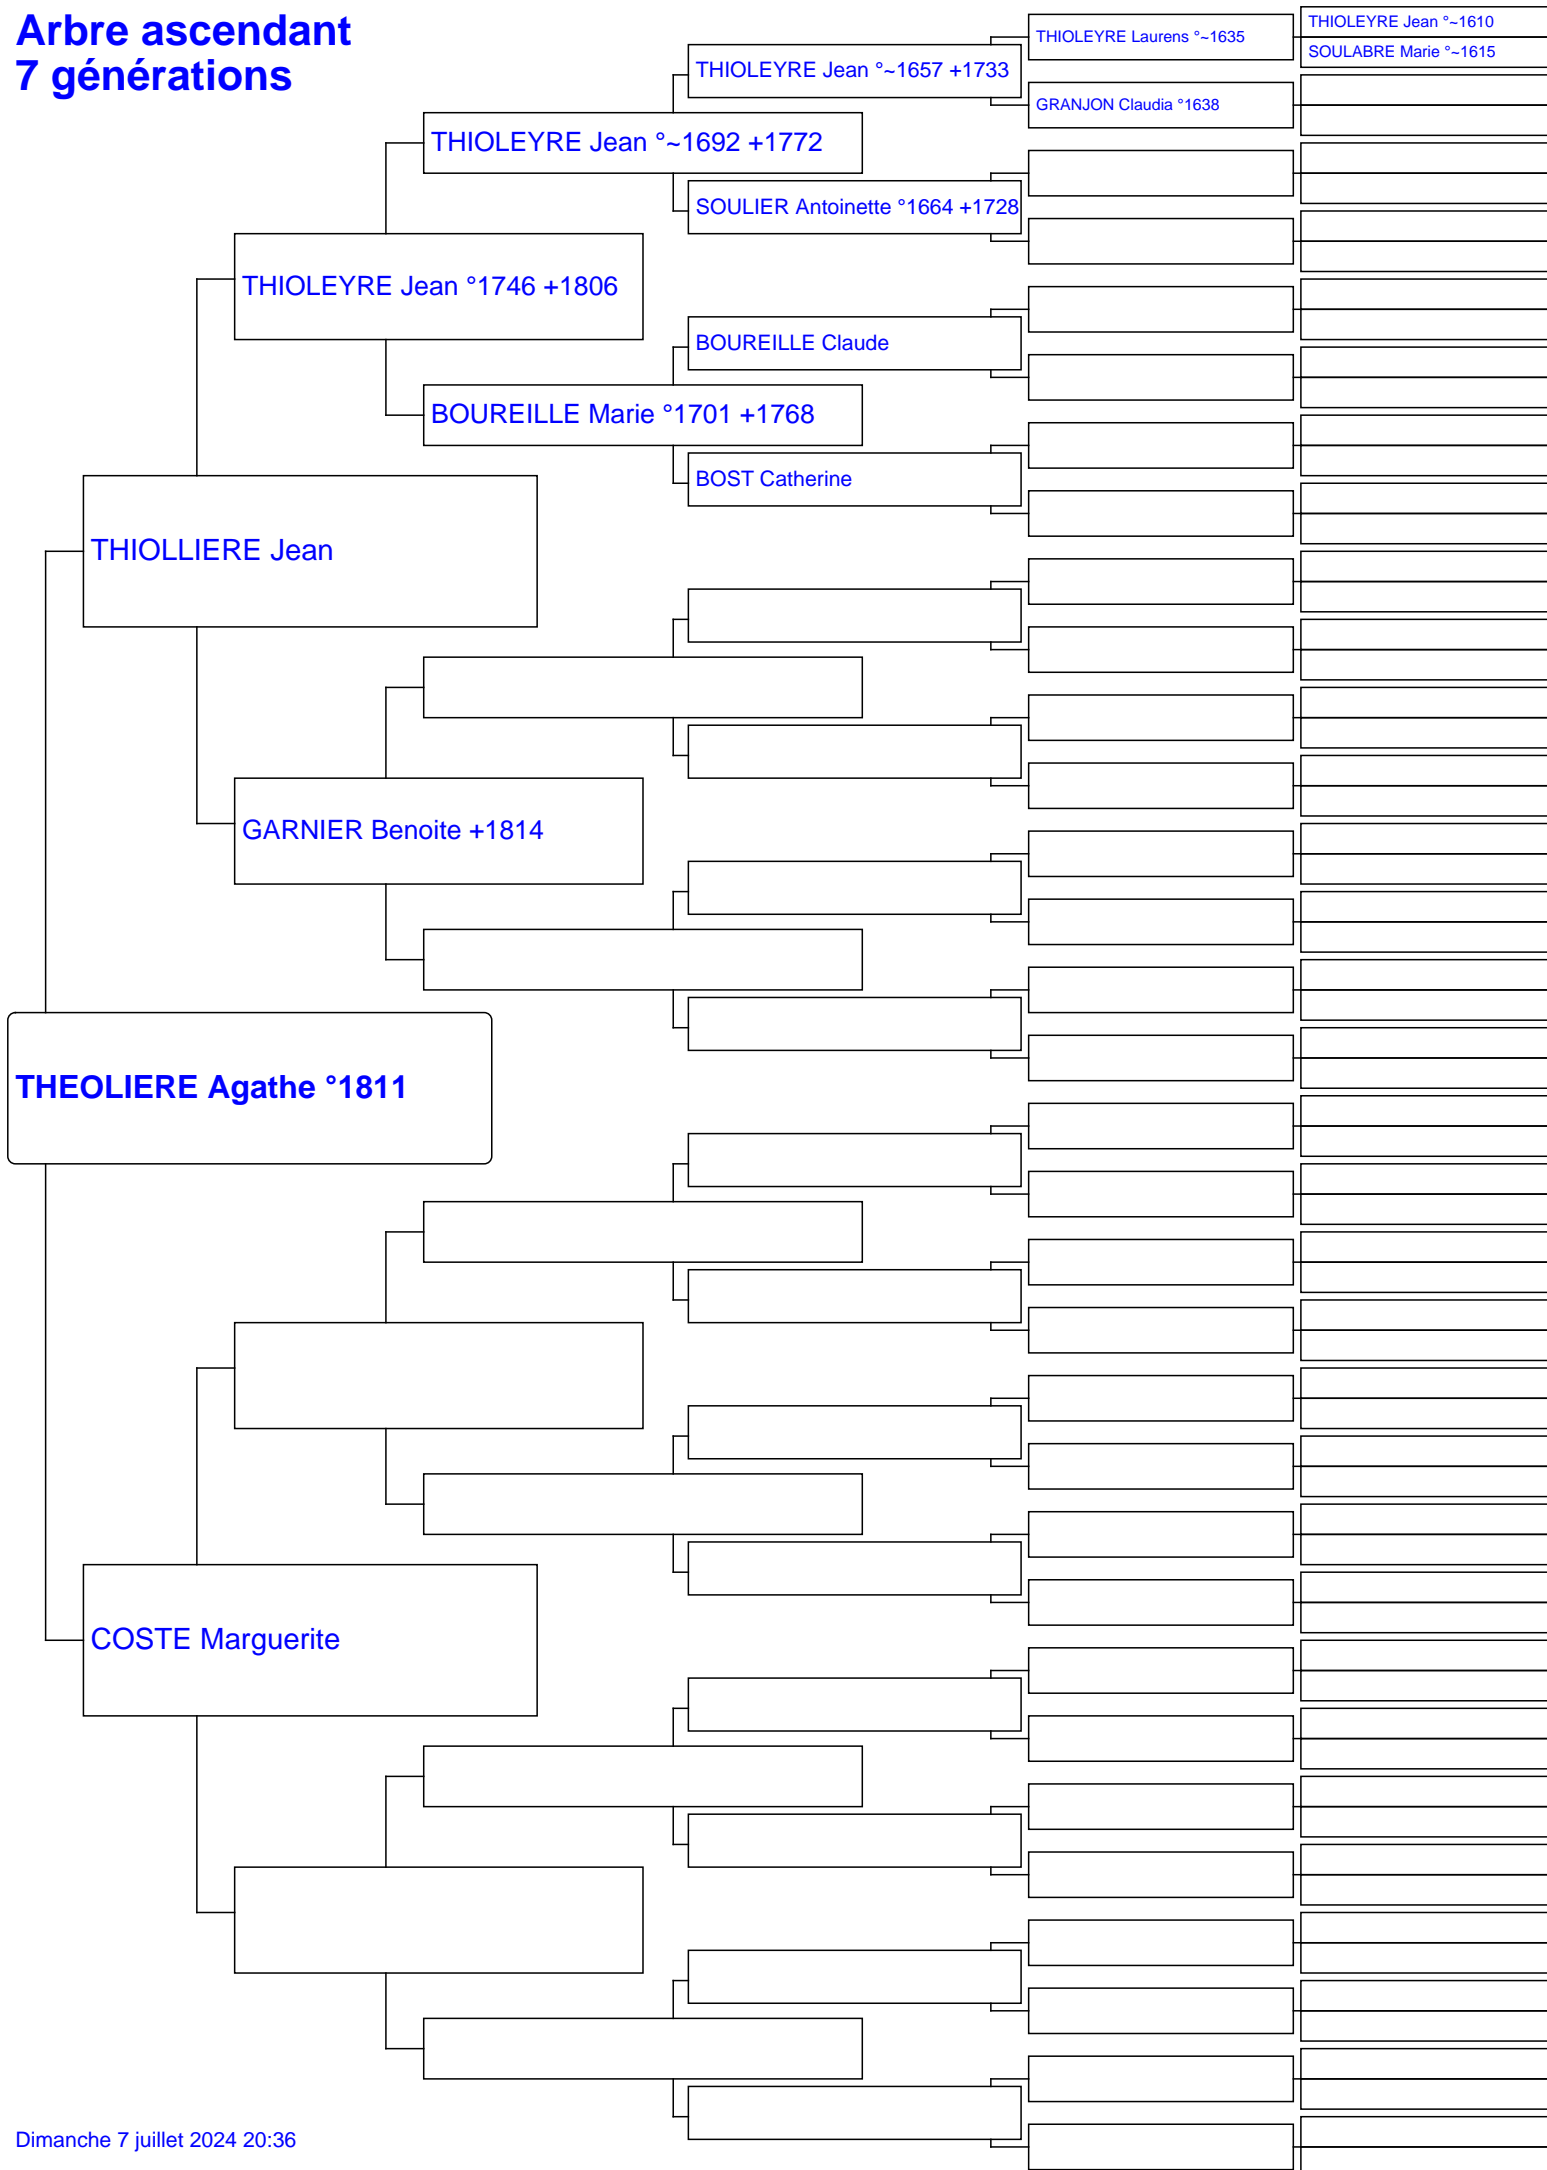 Arbre ascendant
7 générations
THIOLEYRE Jean °~1610
SOULABRE Marie °~1615
THIOLEYRE Laurens °~1635
THIOLEYRE Jean °~1657 +1733
GRANJON Claudia °1638
THIOLEYRE Jean °~1692 +1772
SOULIER Antoinette °1664 +1728
THIOLEYRE Jean °1746 +1806
BOUREILLE Claude
BOUREILLE Marie °1701 +1768
BOST Catherine
THIOLLIERE Jean
GARNIER Benoite +1814
THEOLIERE Agathe °1811
COSTE Marguerite
Dimanche 7 juillet 2024 20:36